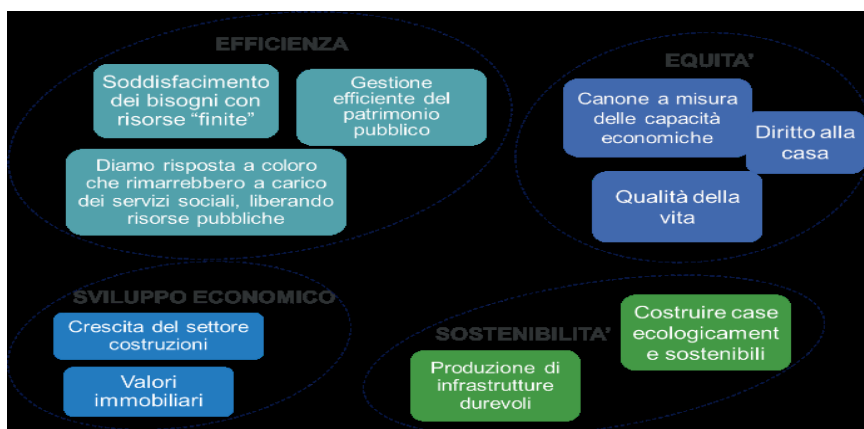 EFFICIENZA
Soddisfacimento
dei bisogni con
risorse “finite”
Gestione
efficiente del
patrimonio
pubblico
Diamo risposta a coloro
che rimarrebbero a carico
dei servizi sociali, liberando
risorse pubbliche
EQUITA’
Canone a misura
delle capacità
economiche
Diritto alla
casa
Qualità della
vita
SVILUPPO ECONOMICO
Crescita del settore
costruzioni
Valori
immobiliari
SOSTENIBILITA’
Costruire case
ecologicament
e sostenibili
Produzione di
infrastrutture
durevoli